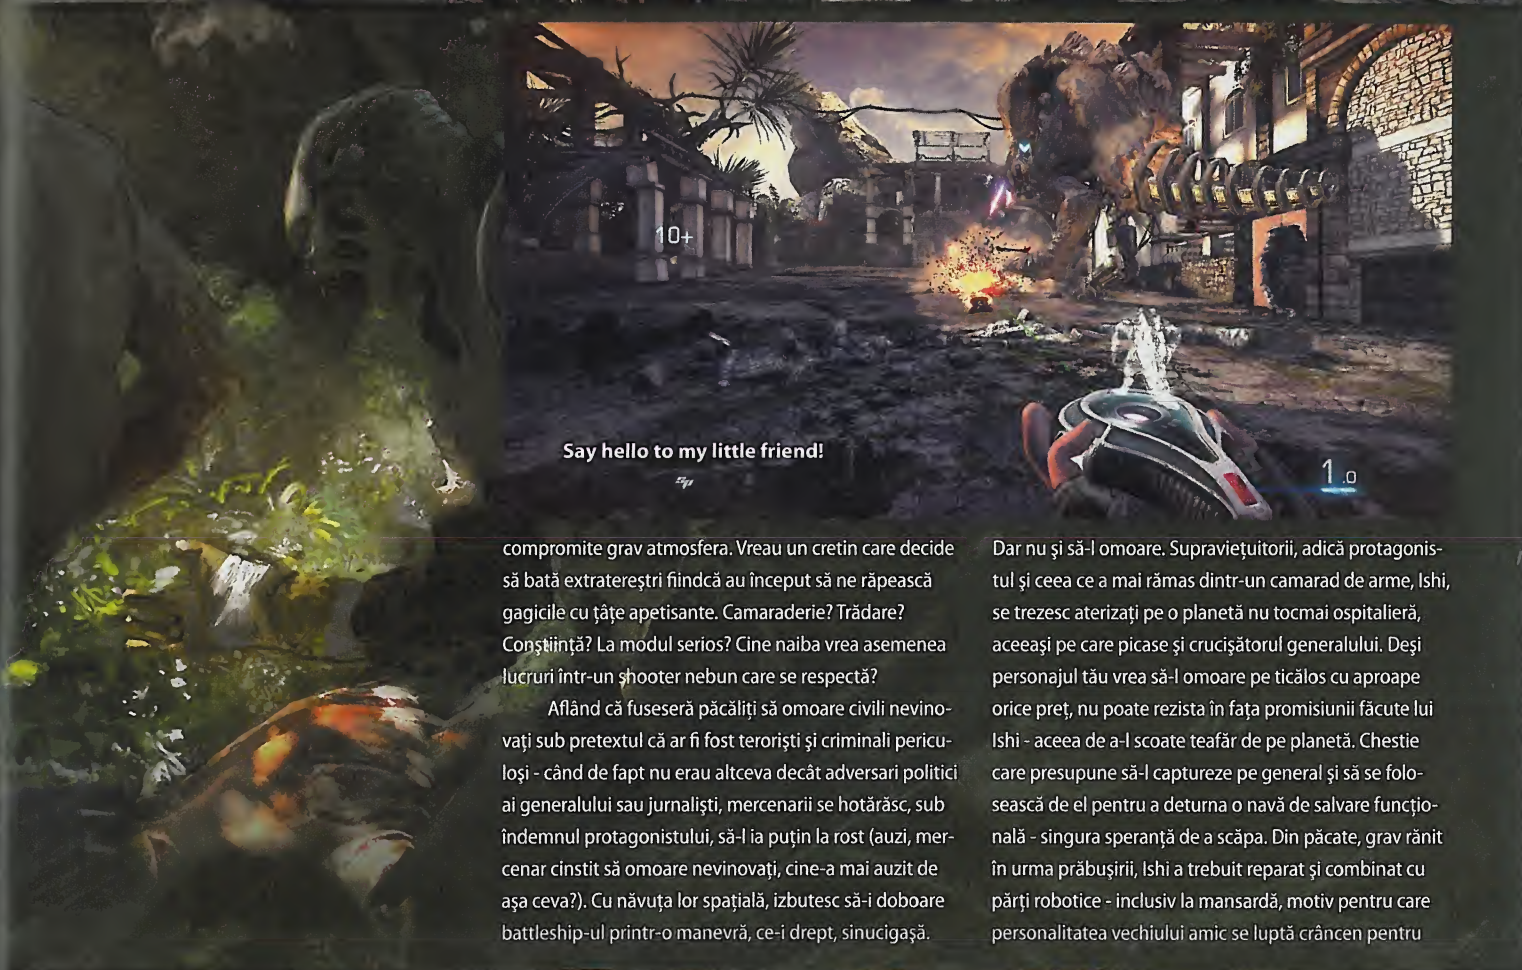 10+
Say hello to my little friend!
1.0
compromite grav atmosfera. Vreau un cretin care decide
să bată extratereştri fiindcă au început să ne răpească
gagicile cu ţâţe apetisante. Camaraderie? Trădare?
Conştiinţă? La modul serios? Cine naiba vrea asemenea
lucruri într-un shooter nebun care se respectă?
Aflând că fuseseră păcăliţi să omoare civili nevino-
vaţi sub pretextul că ar fi fost terorişti şi criminali pericu-
loşi - când de fapt nu erau altceva decât adversari politici
ai generalului sau jurnalişti, mercenarii se hotărăsc, sub
îndemnul protagonistului, să-l ia puţin la rost (auzi, mer-
cenar cinstit să omoare nevinovaţi, cine-a mai auzit de
aşa ceva?). Cu năvuţa lor spaţială, izbutesc să-i doboare
battleship-ul printr-o manevră, ce-i drept, sinucigaşă.
Dar nu şi să-l omoare. Supravieţuitorii, adică protagonis-
tul şi ceea ce a mai rămas dintr-un camarad de arme, Ishi,
se trezesc aterizaţi pe o planetă nu tocmai ospitalieră,
aceeaşi pe care picase şi crucişătorul generalului. Deşi
personajul tău vrea să-l omoare pe ticălos cu aproape
orice preţ, nu poate rezista în faţa promisiunii făcute lui
Ishi - aceea de a-l scoate teafăr de pe planetă. Chestie
care presupune să-l captureze pe general şi să se folo-
sească de el pentru a deturna o navă de salvare funcţio-
nală - singura speranţă de a scăpa. Din păcate, grav rănit
în urma prăbuşirii, Ishi a trebuit reparat şi combinat cu
părţi robotice - inclusiv la mansardă, motiv pentru care
personalitatea vechiului amic se luptă crâncen pentru